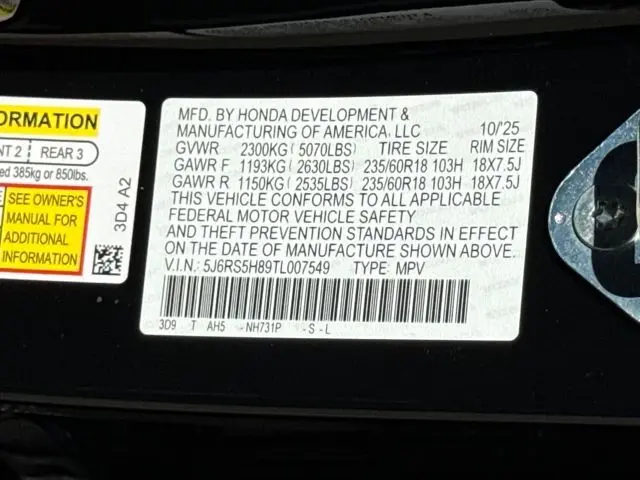 ORMATION
NT 2 REAR 3
ed 385kg or 850lbs.
SEE OWNER'S
MANUAL FOR
ADDITIONAL
INFORMATION
3D4 A2
MFD. BY HONDA DEVELOPMENT &
MANUFACTURING OF AMERICA, LLC 10/'25
GVWR 2300KG (5070LBS) TIRE SIZE RIM SIZE
GAWR F 1193KG (2630LBS) 235/60R18 103H 18X7.5J
GAWR R 1150KG (2535LBS) 235/60R18 103H 18X7.5J
THIS VEHICLE CONFORMS TO ALL APPLICABLE
FEDERAL MOTOR VEHICLE SAFETY
AND THEFT PREVENTION STANDARDS IN EFFECT
ON THE DATE OF MANUFACTURE SHOWN ABOVE.
V.I.N.: 5J6RS5H89TL007549 TYPE: MPV
3D9 T AH5 -NH731P -S-L